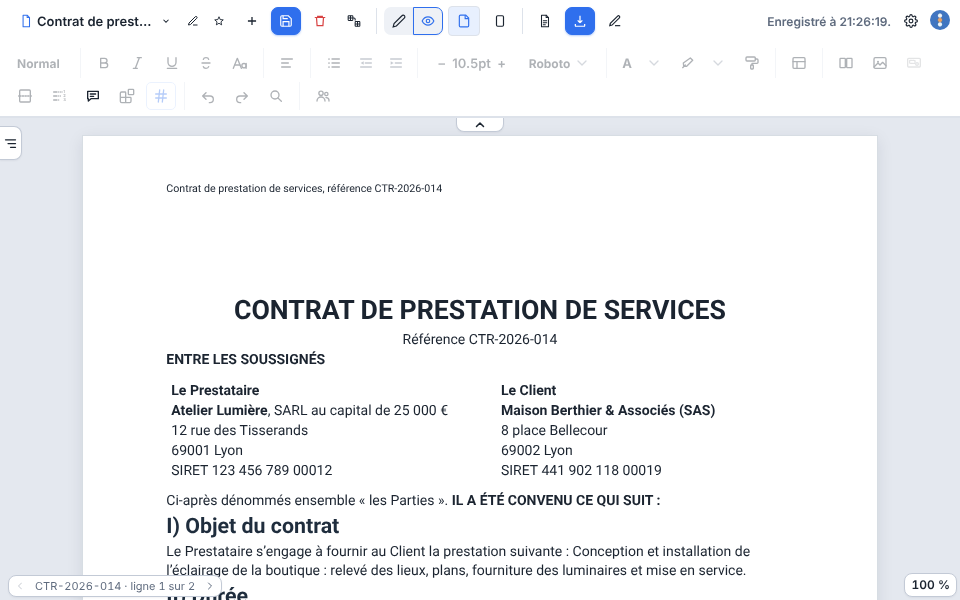 Contrat de prest...
Enregistré à 21:26:19.
Normal
10.5pt
Roboto
Contrat de prestation de services, référence CTR-2026-014
CONTRAT DE PRESTATION DE SERVICES
Référence CTR-2026-014
ENTRE LES SOUSSIGNÉS
Le Prestataire
Atelier Lumière, SARL au capital de 25 000 €
12 rue des Tisserands
69001 Lyon
SIRET 123 456 789 00012
Le Client
Maison Berthier & Associés (SAS)
8 place Bellecour
69002 Lyon
SIRET 441 902 118 00019
Ci-après dénommés ensemble « les Parties ». IL A ÉTÉ CONVENU CE QUI SUIT :
I) Objet du contrat
Le Prestataire s’engage à fournir au Client la prestation suivante : Conception et installation de
l’éclairage de la boutique : relevé des lieux, plans, fourniture des luminaires et mise en service.
II) Durée
CTR-2026-014 · ligne 1 sur 2
100 %